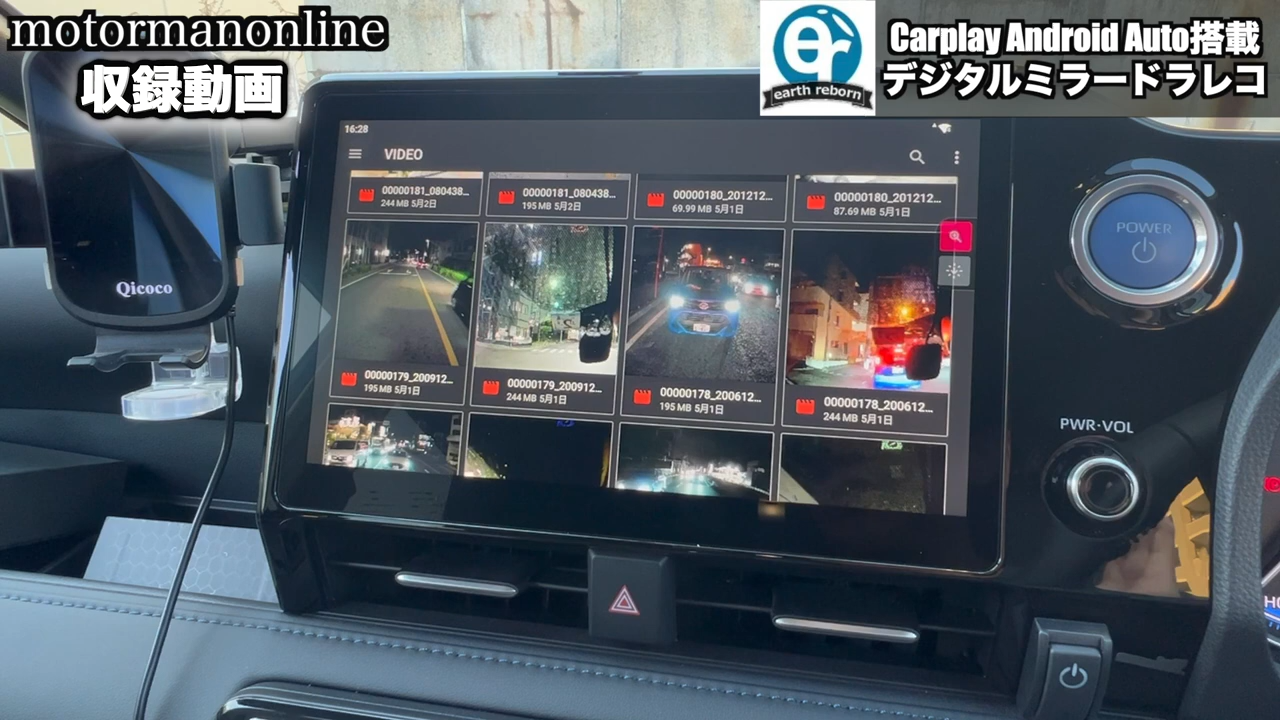 motormanonline
収録動画
earth reborn
Carplay Android Auto搭載
デジタルミラードラレコ
16:28
VIDEO
00000181_080438...
244 MB 5月2日
00000181_080438...
195 MB 5月2日
00000180_201212...
69.99 MB 5月1日
00000180_201212...
87.69 MB 5月1日
00000179_200912...
195 MB 5月1日
00000179_200912...
244 MB 5月1日
00000178_200612...
195 MB 5月1日
00000178_200612...
244 MB 5月1日
Qicoco
POWER
PWR·VOL